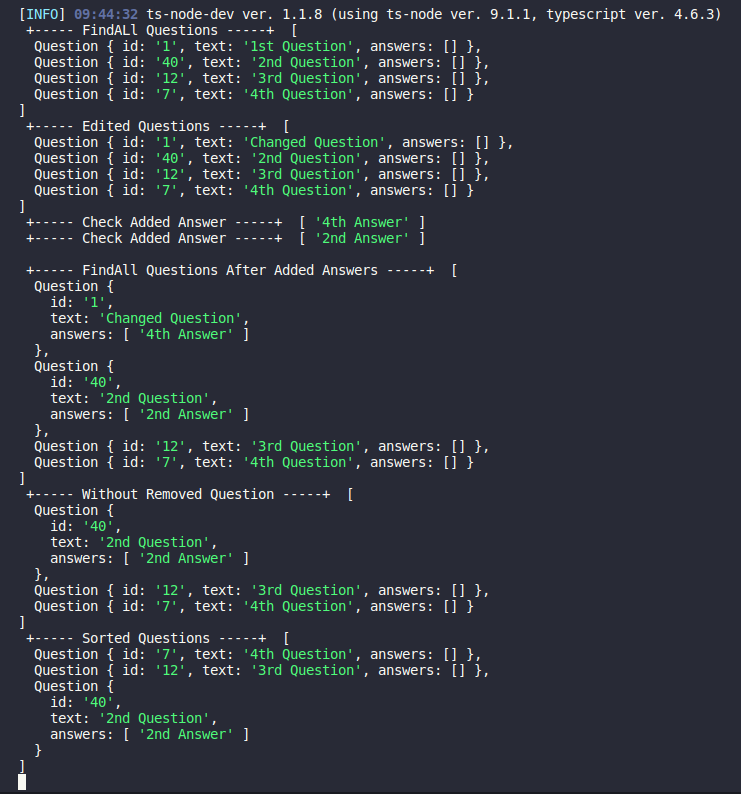 [INFO] 09:44:32 ts-node-dev ver. 1.1.8 (using ts-node ver. 9.1.1, typescript ver. 4.6.3)
 +----- FindALl Questions -----+  [
  Question { id: '1', text: '1st Question', answers: [] },
  Question { id: '40', text: '2nd Question', answers: [] },
  Question { id: '12', text: '3rd Question', answers: [] },
  Question { id: '7', text: '4th Question', answers: [] }
]
 +----- Edited Questions -----+  [
  Question { id: '1', text: 'Changed Question', answers: [] },
  Question { id: '40', text: '2nd Question', answers: [] },
  Question { id: '12', text: '3rd Question', answers: [] },
  Question { id: '7', text: '4th Question', answers: [] }
]
 +----- Check Added Answer -----+  [ '4th Answer' ]
 +----- Check Added Answer -----+  [ '2nd Answer' ]

 +----- FindAll Questions After Added Answers -----+  [
  Question {
    id: '1',
    text: 'Changed Question',
    answers: [ '4th Answer' ]
  },
  Question {
    id: '40',
    text: '2nd Question',
    answers: [ '2nd Answer' ]
  },
  Question { id: '12', text: '3rd Question', answers: [] },
  Question { id: '7', text: '4th Question', answers: [] }
]
 +----- Without Removed Question -----+  [
  Question {
    id: '40',
    text: '2nd Question',
    answers: [ '2nd Answer' ]
  },
  Question { id: '12', text: '3rd Question', answers: [] },
  Question { id: '7', text: '4th Question', answers: [] }
]
 +----- Sorted Questions -----+  [
  Question { id: '7', text: '4th Question', answers: [] },
  Question { id: '12', text: '3rd Question', answers: [] },
  Question {
    id: '40',
    text: '2nd Question',
    answers: [ '2nd Answer' ]
  }
]